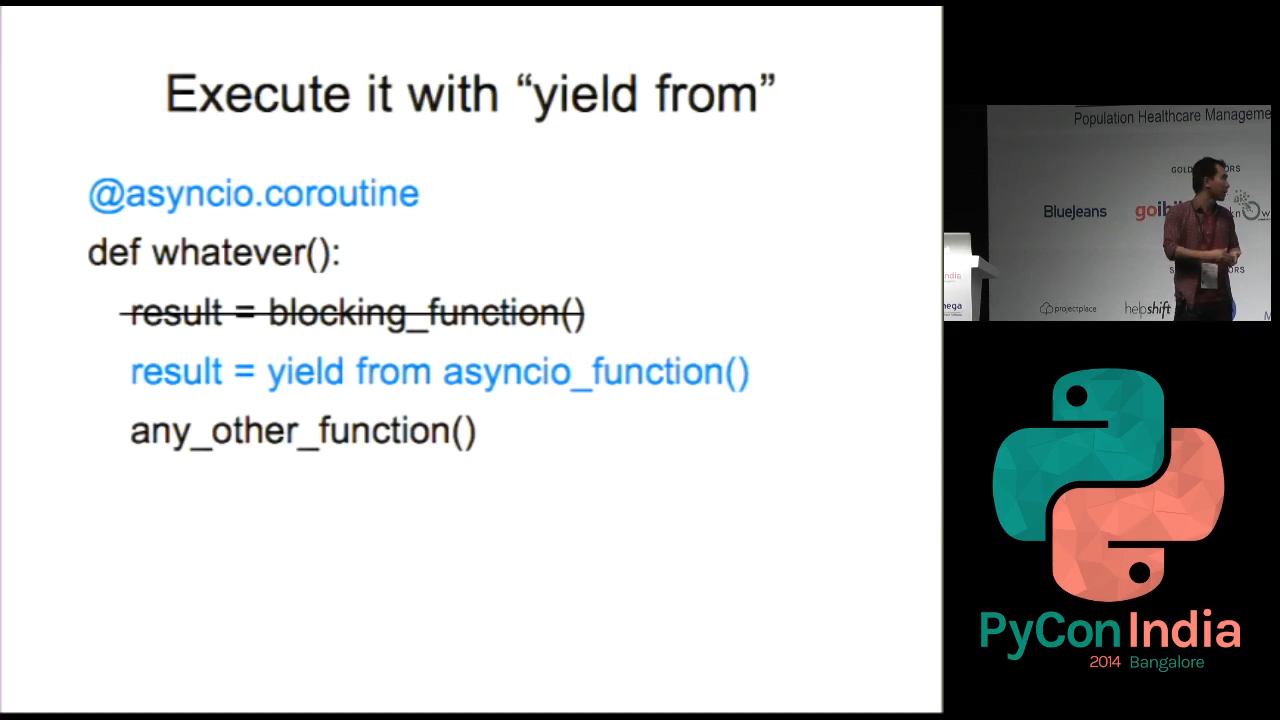 Execute it with “yield from”
@asyncio.coroutine
def whatever():
result = blocking_function()
result = yield from asyncio_function()
any_other_function()
Population Healthcare Manageme
BlueJeans
projectplace
helpshift
PyCon India
2014 Bangalore